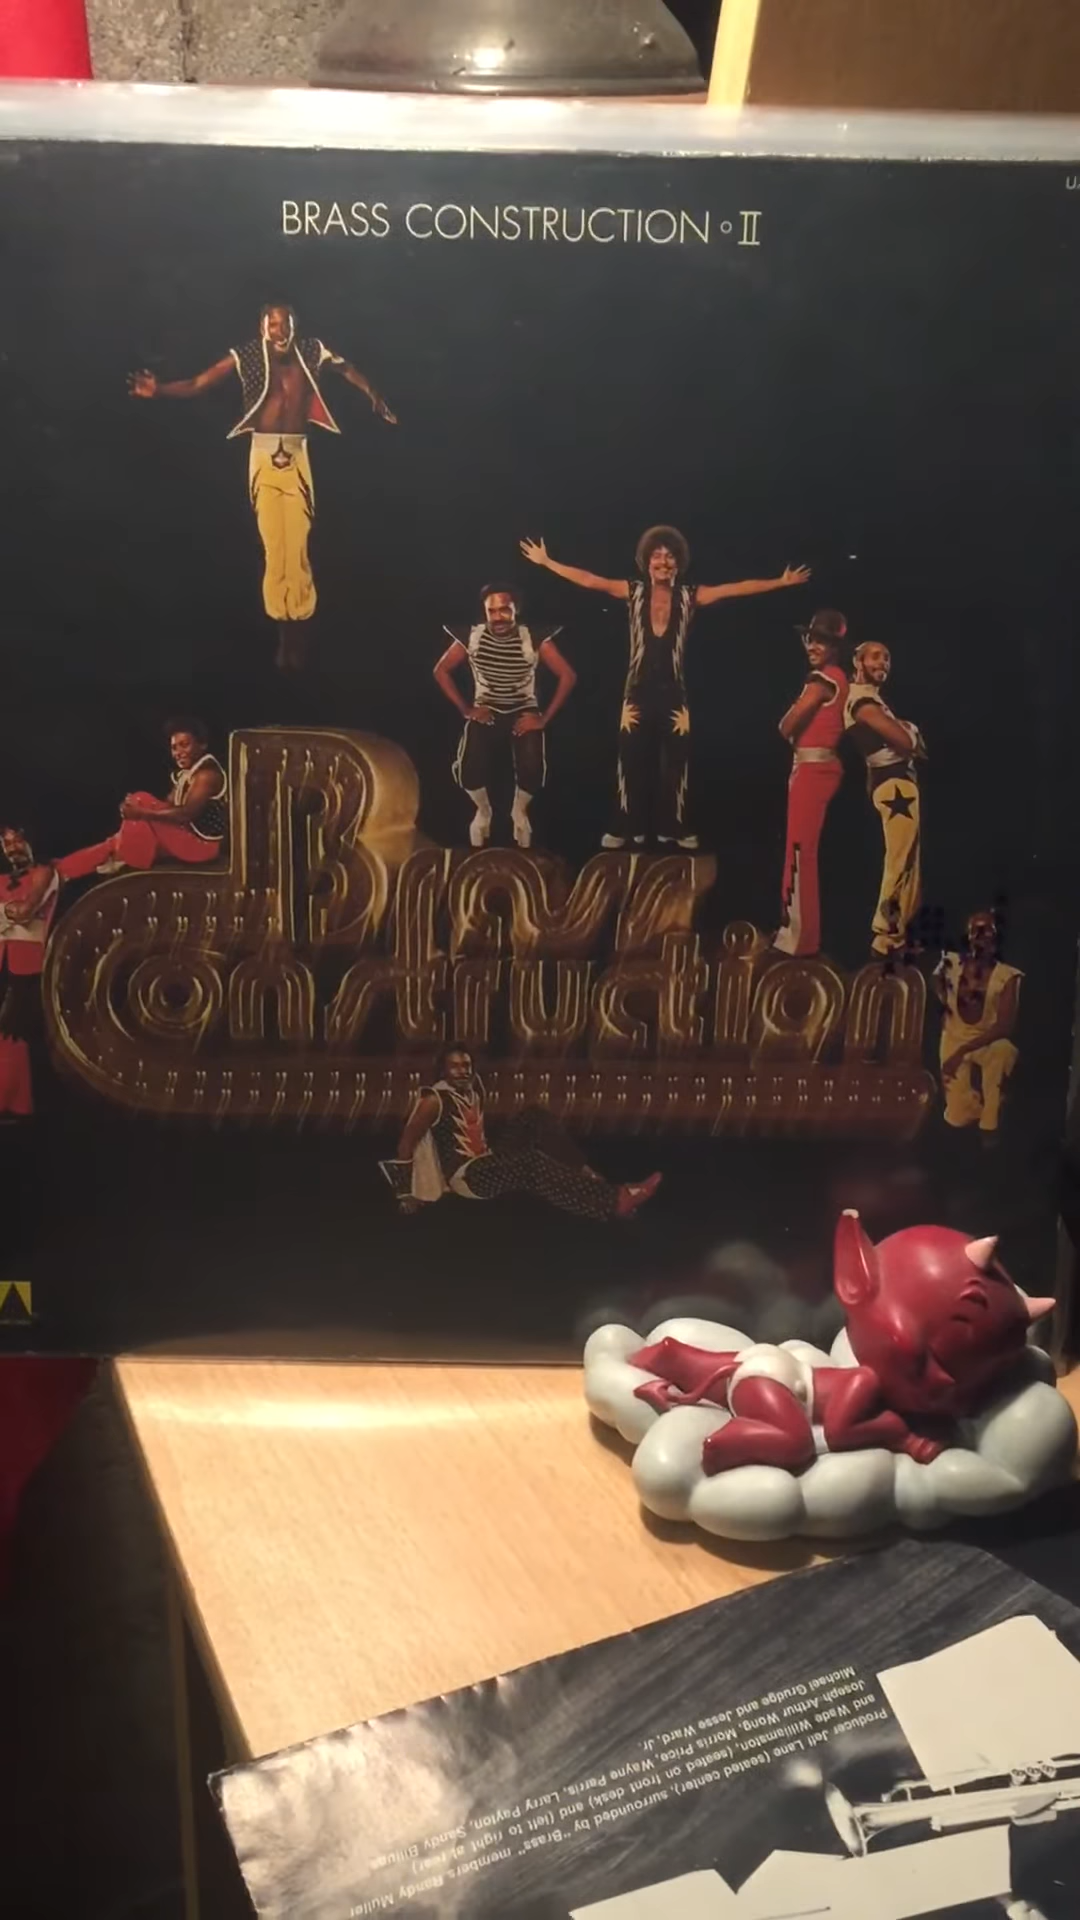 BRASS CONSTRUCTION • II
Brass
Construction
Producer Jeff Lane (seated center), surrounded by "Brass" members Randy Muller
and Wade Williamston, (seated on front desk) and (left to right at rear)
Joseph Arthur Wong, Morris Price, Wayne Parris, Larry Payton, Sandy Billups
Michael Grudge and Jesse Ward, Jr.